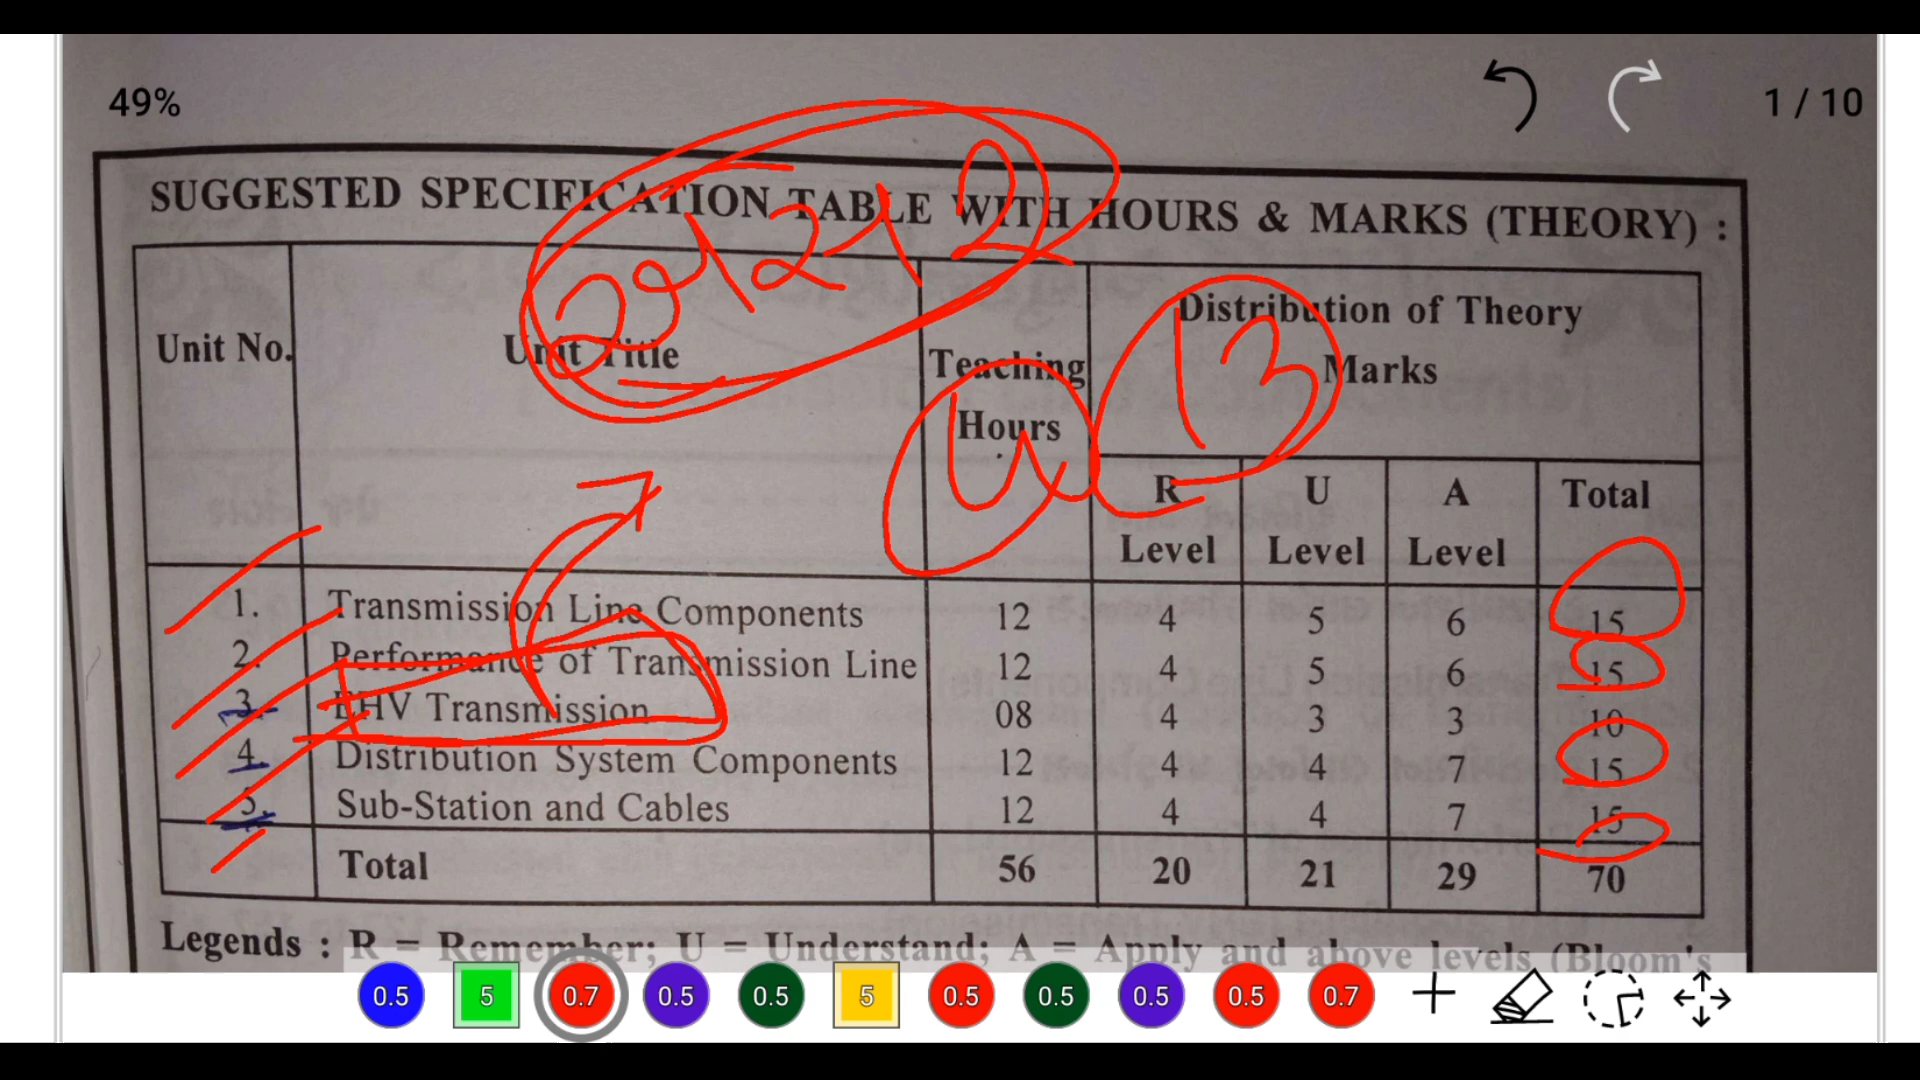 49%
1 / 10
SUGGESTED SPECIFICATION TABLE WITH HOURS & MARKS (THEORY) :
Unit No. Unit Title Teaching Hours Distribution of Theory Marks
13
R Level U Level A Level Total
1. Transmission Line Components 12 4 5 6 15
2. Performance of Transmission Line 12 4 5 6 15
3. EHV Transmission 08 4 3 3 10
4. Distribution System Components 12 4 4 7 15
5. Sub-Station and Cables 12 4 4 7 15
Total 56 20 21 29 70
Legends : R = Remember; U = Understand; A = Apply and above levels (Bloom's
0.5 5 0.7 0.5 0.5 5 0.5 0.5 0.5 0.5 0.7